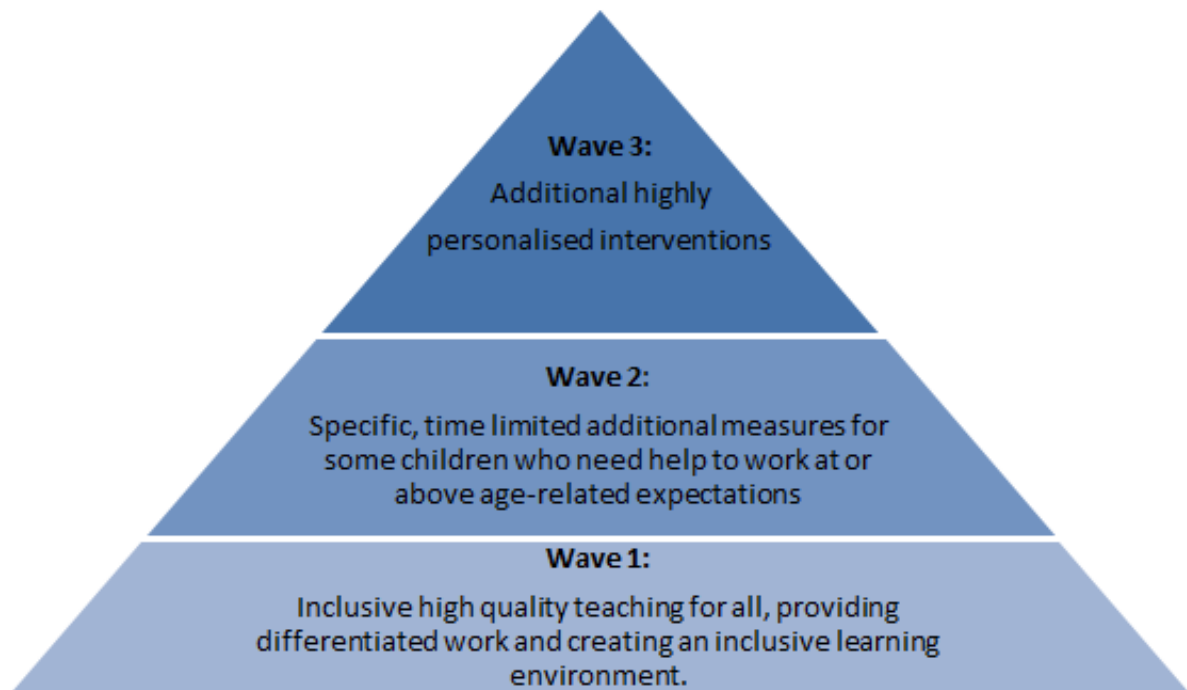 Wave 3:
Additional highly
personalised interventions
Wave 2:
Specific, time limited additional measures for
some children who need help to work at or
above age-related expectations
Wave 1:
Inclusive high quality teaching for all, providing
differentiated work and creating an inclusive learning
environment.